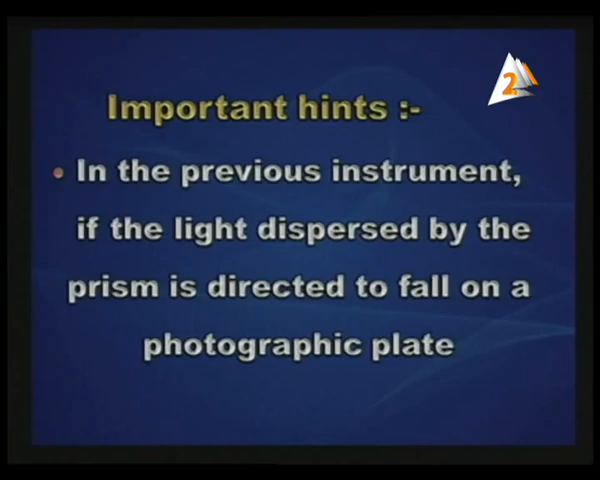 2
Important hints :-
• In the previous instrument,
if the light dispersed by the
prism is directed to fall on a
photographic plate